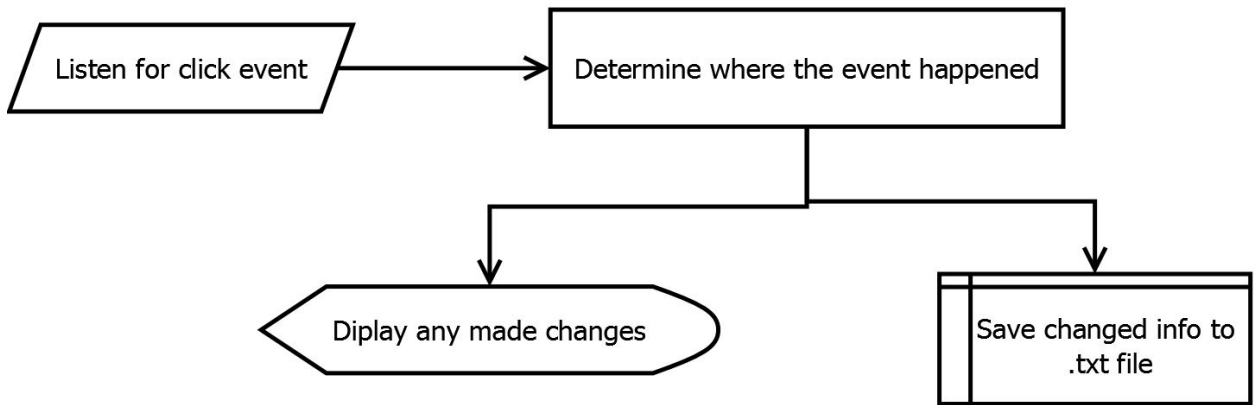 Listen for click event
Determine where the event happened
Diplay any made changes
Save changed info to
.txt file